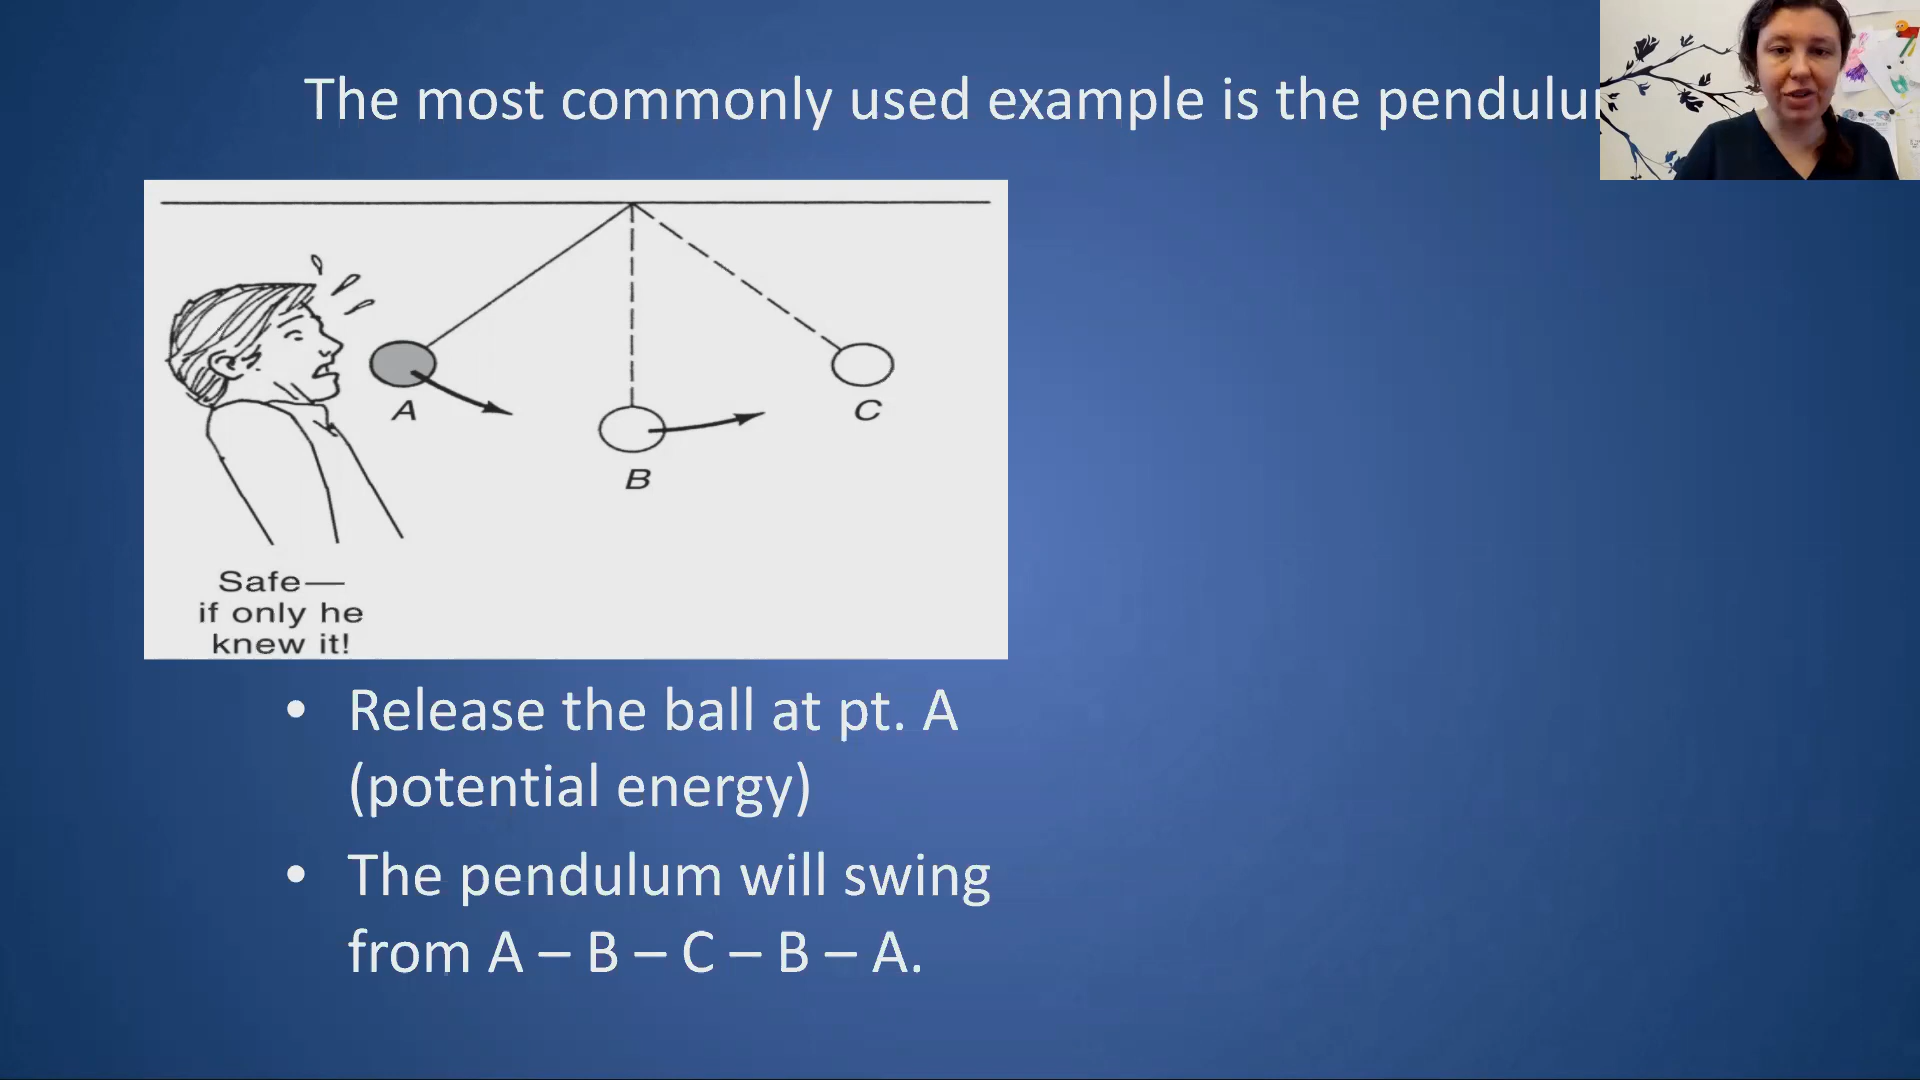 The most commonly used example is the
A
C
B
Safe—
if only he
knew it!
• Release the ball at pt. A
(potential energy)
• The pendulum will swing
from A – B – C – B – A.